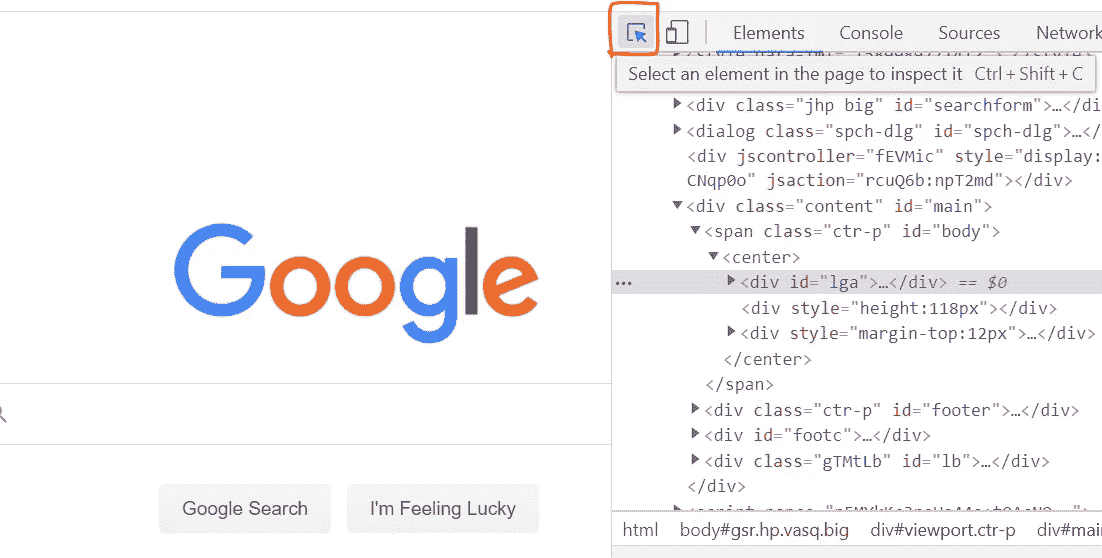 Google
Google Search I'm Feeling Lucky
Elements Console Sources Network
Select an element in the page to inspect it Ctrl + Shift + C
<div class="jhp big" id="searchform">…</di
<dialog class="spch-dlg" id="spch-dlg">…</
<div jscontroller="fEVMic" style="display:
CNqp0o" jsaction="rcuQ6b:npT2md"></div>
<div class="content" id="main">
<span class="ctr-p" id="body">
<center>
<div id="lga">…</div> == $0
<div style="height:118px"></div>
<div style="margin-top:12px">…</div>
</center>
</span>
<div class="ctr-p" id="footer">…</div>
<div id="footc">…</div>
<div class="gTMtLb" id="lb">…</div>
</div>
html body#gsr.hp.vasq.big div#viewport.ctr-p div#main